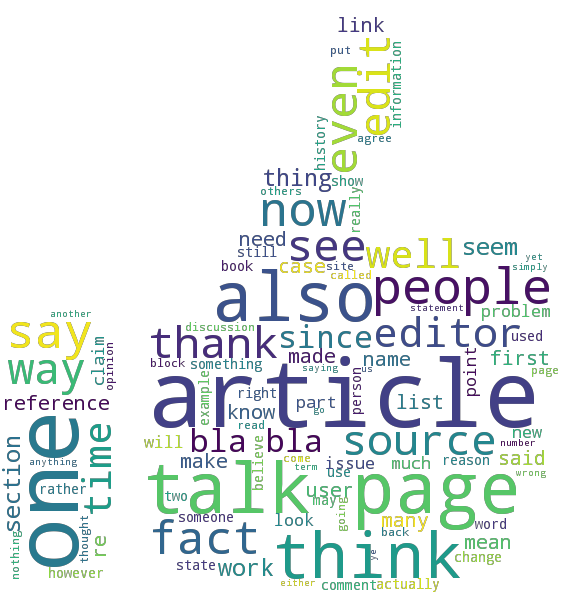 link
put
edit
even
information
history
agree
thing
show
others
really
now
need
see
well
seem
still
yet
book
case
site
simply
called
also
people
statement
another
problem
say
discussion
thank
since
editor
used
claim
opinion
way
made
name
point
first
block
something
saying
us
page
article
reference
example
right
part
person
list
know
go
read
new
one
time
section
bla bla
source
number
will
said
anything
make
believe
come
issue
much
reason
term
use
wrong
talk page
rather
user
may
two
going
someone
look
many
word
thought
re
fact
think
back
mean
nothing
state
work
ye
change
however
either
comment
actually